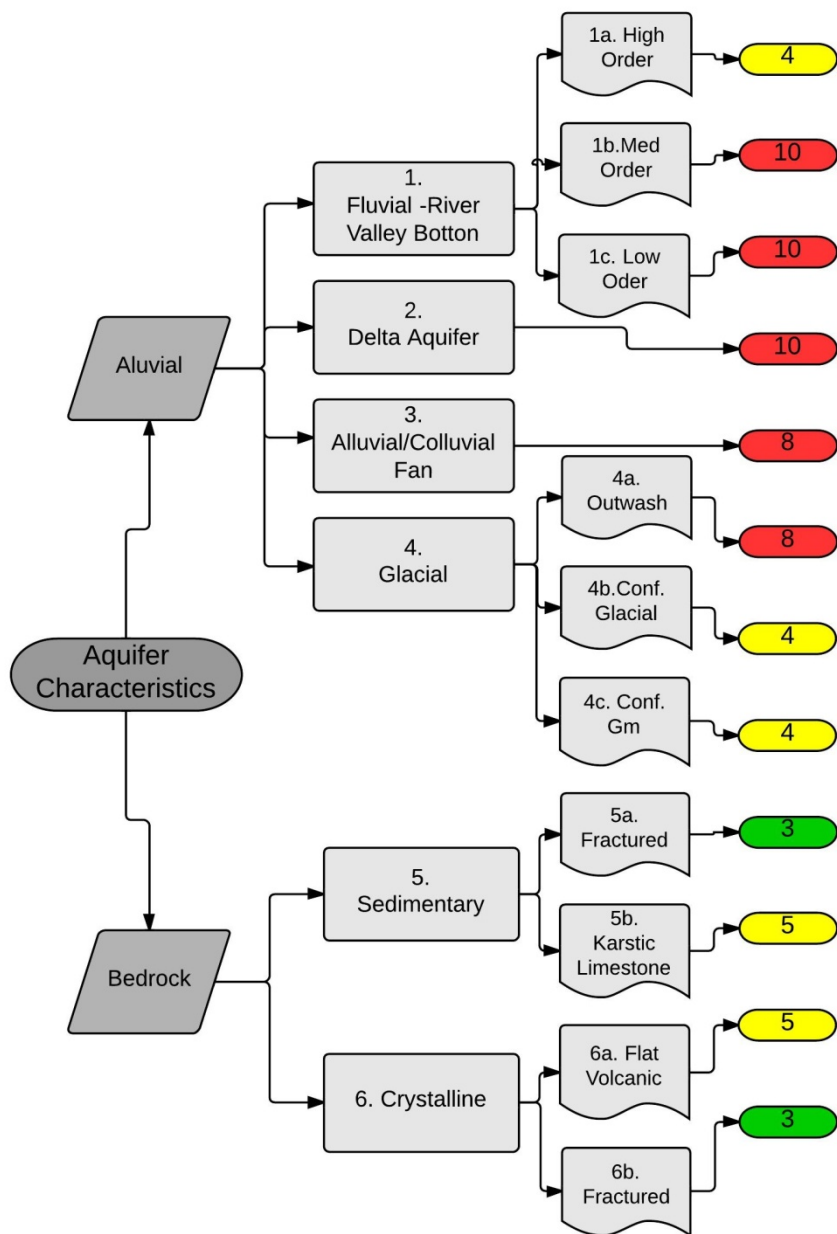 1a. High
Order
4
1b.Med
Order
10
1.
Fluvial -River
Valley Botton
1c. Low
Oder
10
2.
Delta Aquifer
10
Aluvial
3.
Alluvial/Colluvial
Fan
8
4a.
Outwash
8
4.
Glacial
4b.Conf.
Glacial
4
Aquifer
Characteristics
4c. Conf.
Gm
4
5a.
Fractured
3
5.
Sedimentary
5b.
Karstic
Limestone
5
Bedrock
6a. Flat
Volcanic
5
6. Crystalline
6b.
Fractured
3